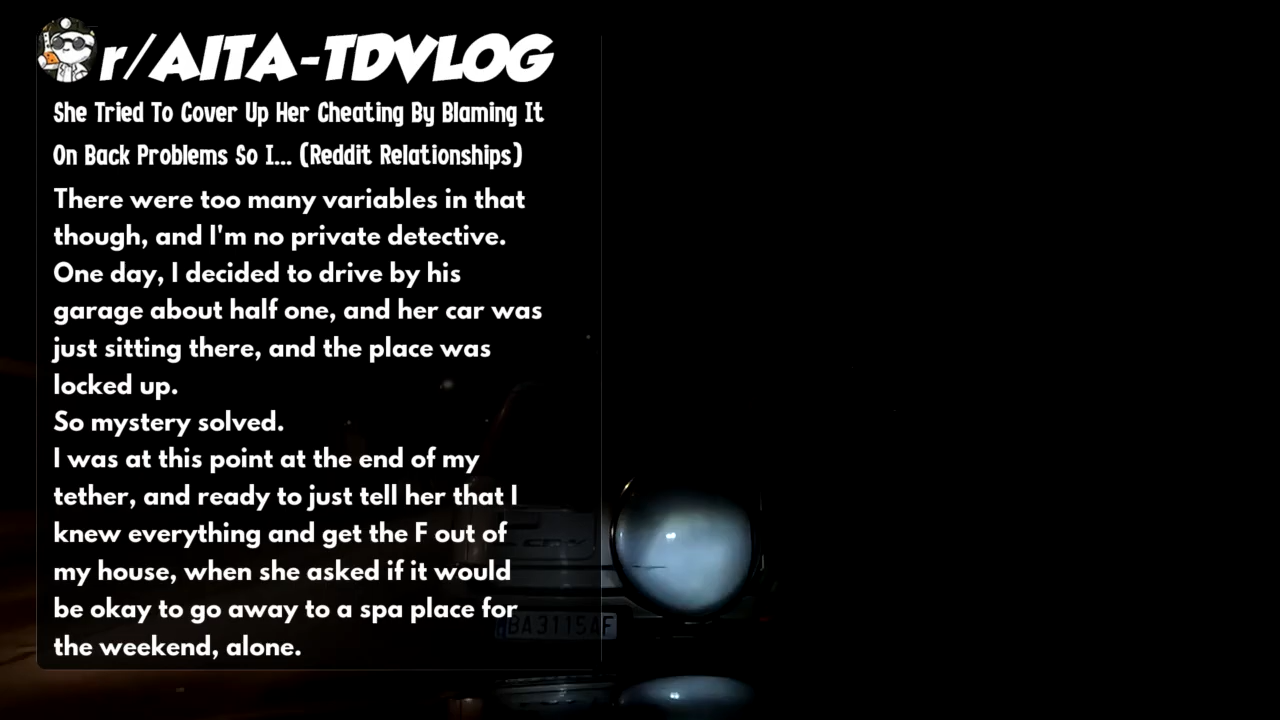 r/AITA-TDVLOG
She Tried To Cover Up Her Cheating By Blaming It
On Back Problems So I... (Reddit Relationships)
There were too many variables in that
though, and I'm no private detective.
One day, I decided to drive by his
garage about half one, and her car was
just sitting there, and the place was
locked up.
So mystery solved.
I was at this point at the end of my
tether, and ready to just tell her that I
knew everything and get the F out of
my house, when she asked if it would
be okay to go away to a spa place for
the weekend, alone.
BA3115AF